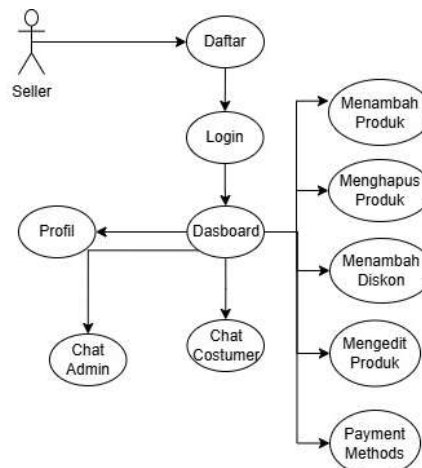 Daftar
Seller
Login
Menambah
Produk
Menghapus
Produk
Profil
Dasboard
Menambah
Diskon
Chat
Admin
Chat
Costumer
Mengedit
Produk
Payment
Methods